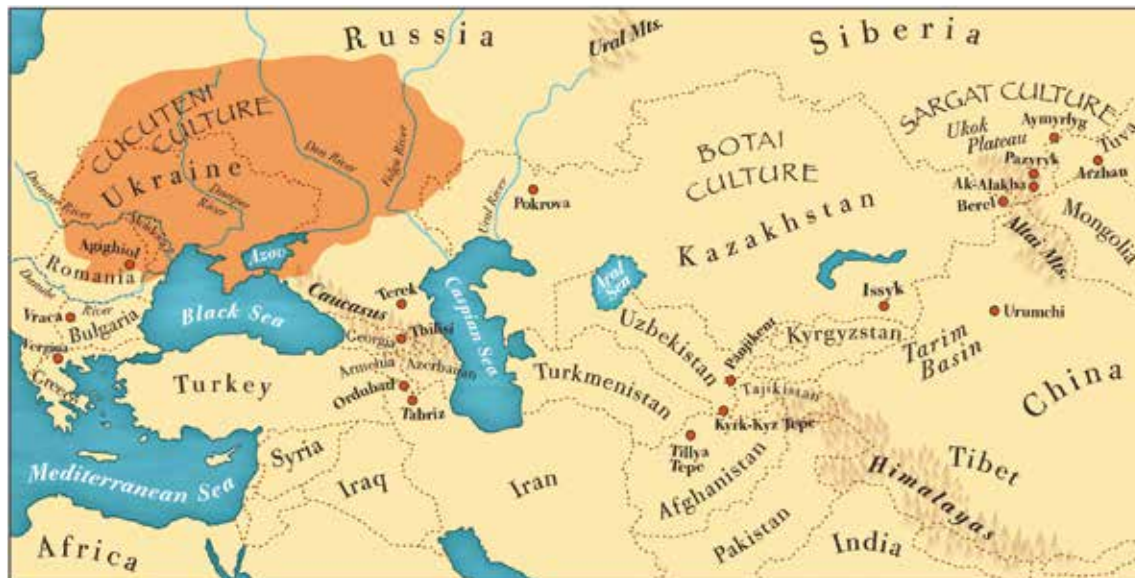 Russia
Ural Mts.
Siberia
CUCUTENI
CULTURE
SARGAT CULTURE
Aymyrlyg
Ukok
Plateau
Tuva
Ukraine
Don River
Volga River
BOTAI
CULTURE
Pazyryk
Arzhan
Dnieper
River
Ural River
Pokrova
Ak-Alakha
Berel
Kazakhstan
Mongolia
Altai Mts.
Apighiol
Romania
Azov
Danube
River
Caucasus
Terek
Caspian Sea
Aral
Sea
Issyk
Urumchi
Vraca
Bulgaria
Black Sea
Tbilisi
Georgia
Uzbekistan
Panjikent
Kyrgyzstan
Tarim
Basin
Vergina
Greece
Turkey
Armenia
Azerbaijan
Ordubad
Tabriz
Turkmenistan
Tajikistan
China
Kyrk-Kyz Tepe
Tillya
Tepe
Syria
Mediterranean Sea
Iraq
Iran
Afghanistan
Himalayas
Tibet
Africa
Pakistan
India